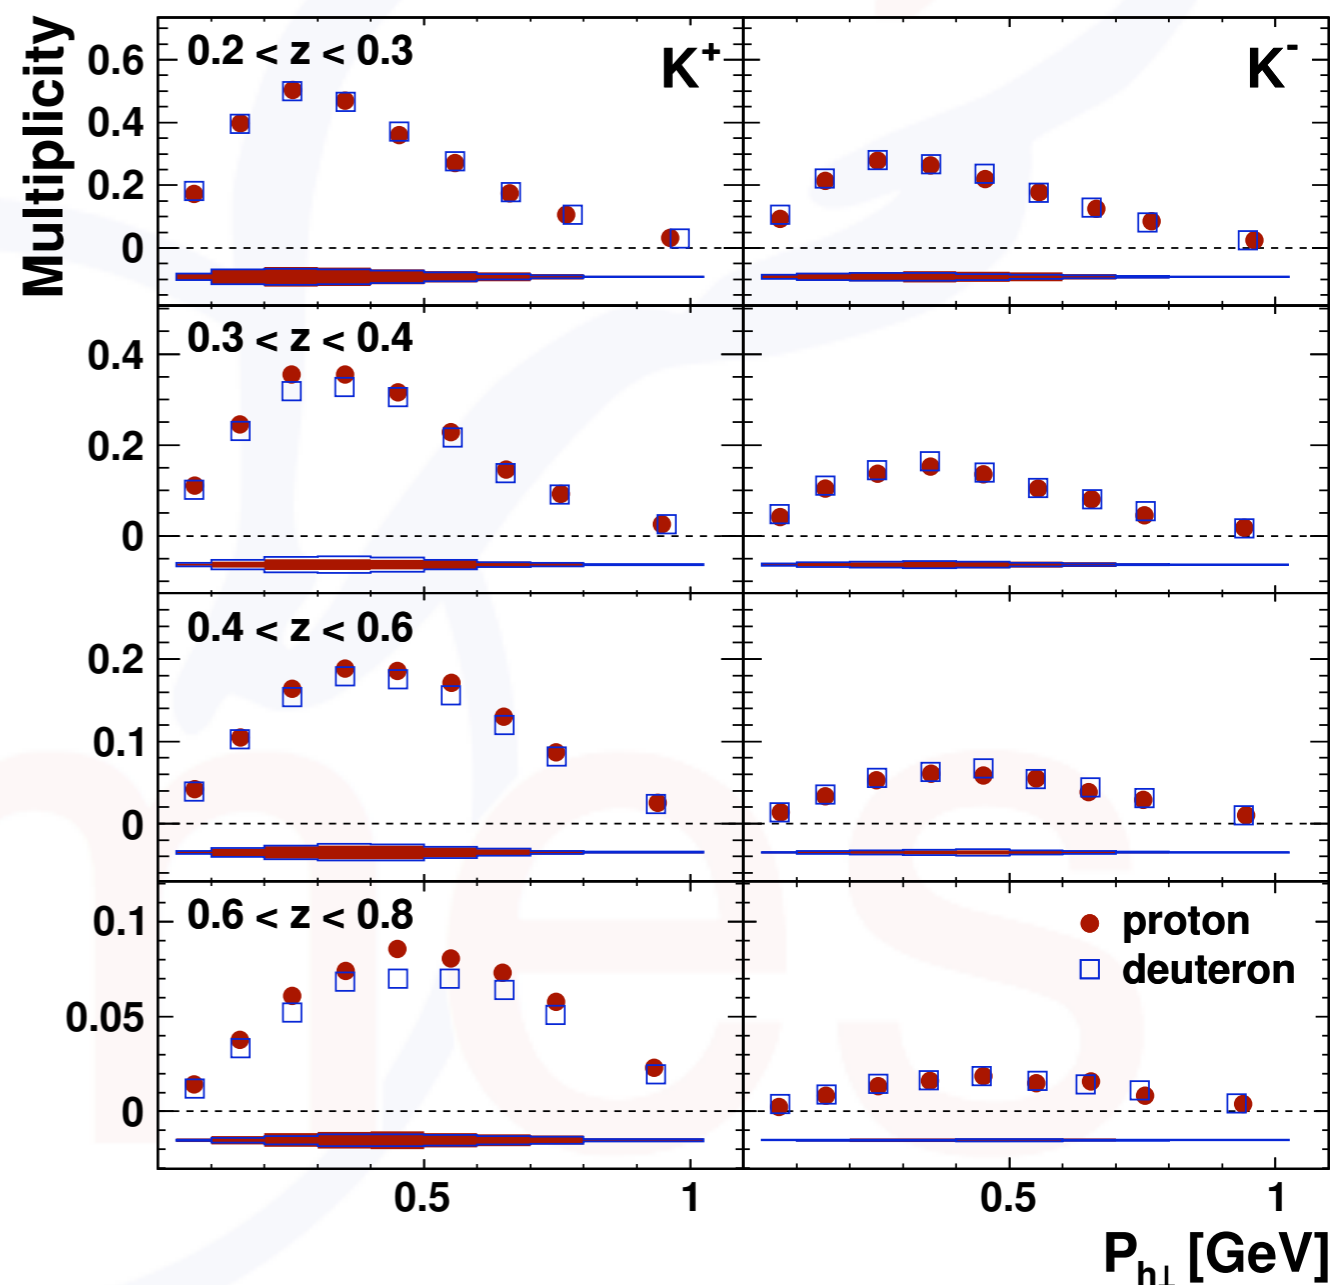 Multiplicity
0.2 < z < 0.3
K+
K-
0.6
0.4
0.2
0
0.3 < z < 0.4
0.4
0.2
0
0.4 < z < 0.6
0.2
0.1
0
0.6 < z < 0.8
0.1
0.05
0
proton
deuteron
0.5
1
0.5
1
Ph⊥ [GeV]
mes